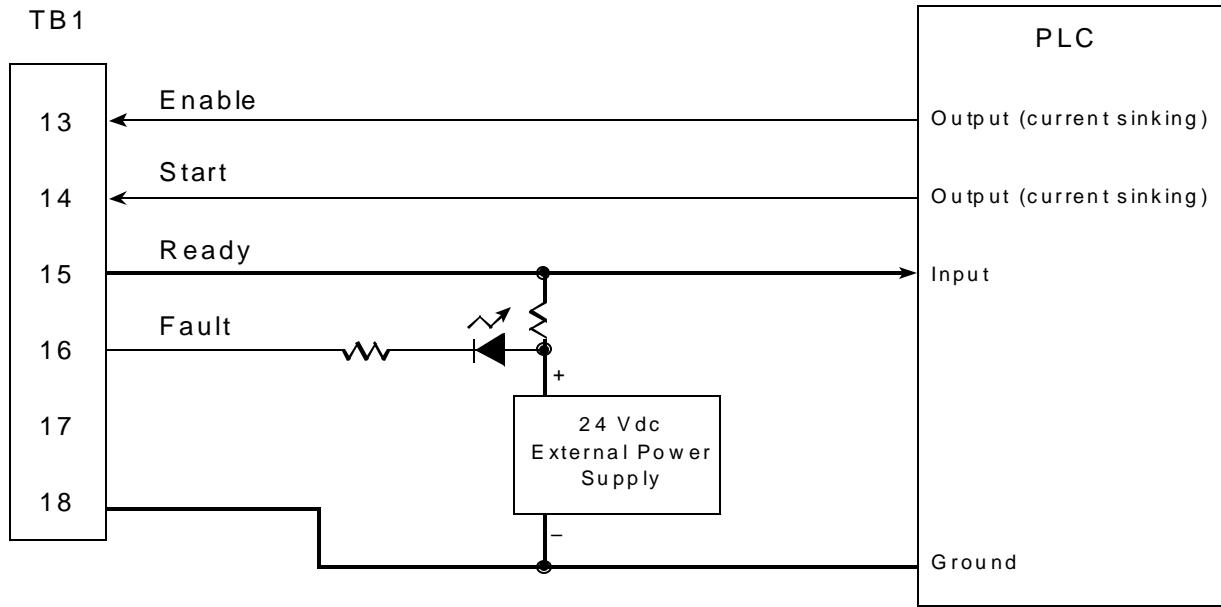 TB1
PLC
13
Enable
Output (current sinking)
14
Start
Output (current sinking)
15
Ready
Input
16
Fault
+
17
24 Vdc
External Power
Supply
18
–
Ground